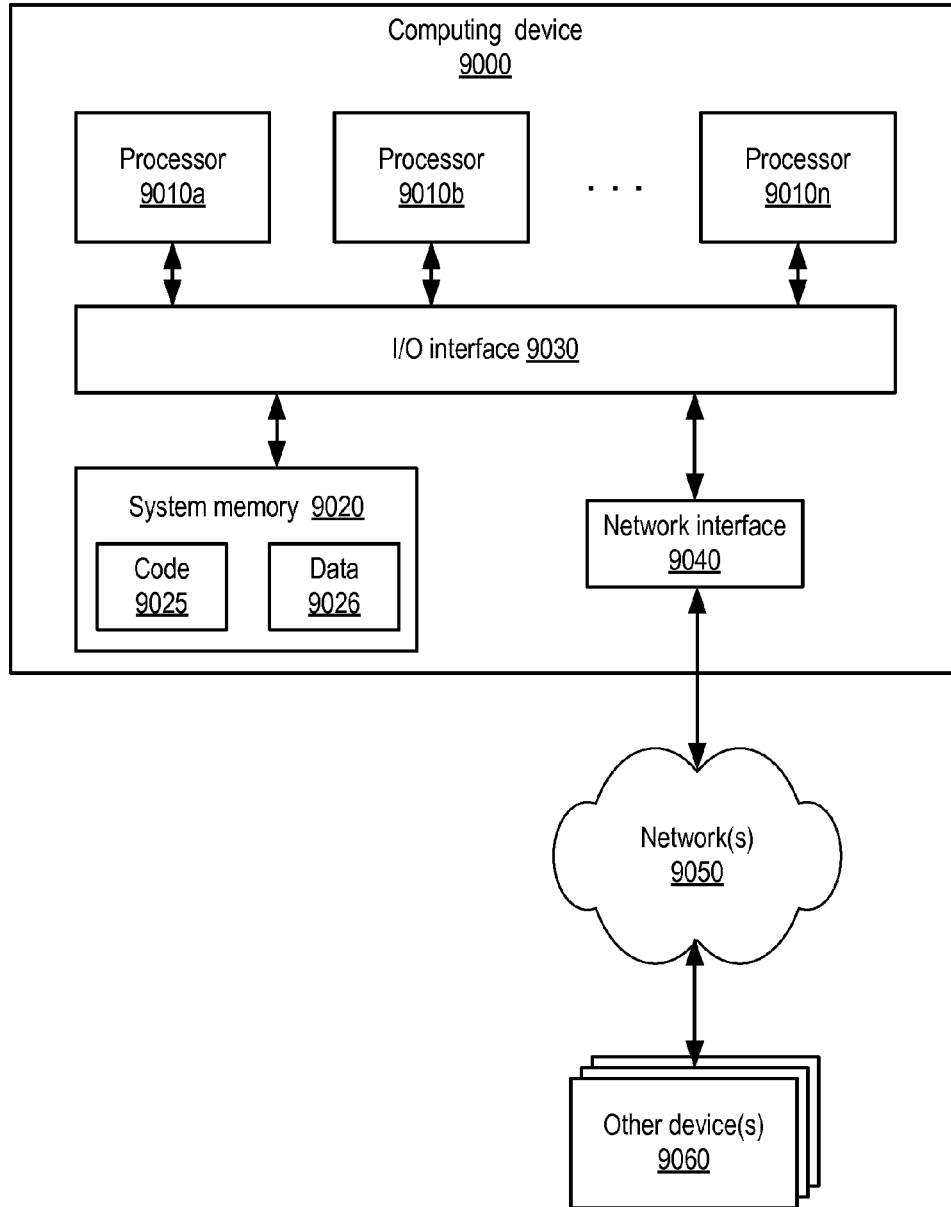 Computing device
9000
Processor
9010a
Processor
9010b
. . .
Processor
9010n
I/O interface 9030
System memory 9020
Code
9025
Data
9026
Network interface
9040
Network(s)
9050
Other device(s)
9060